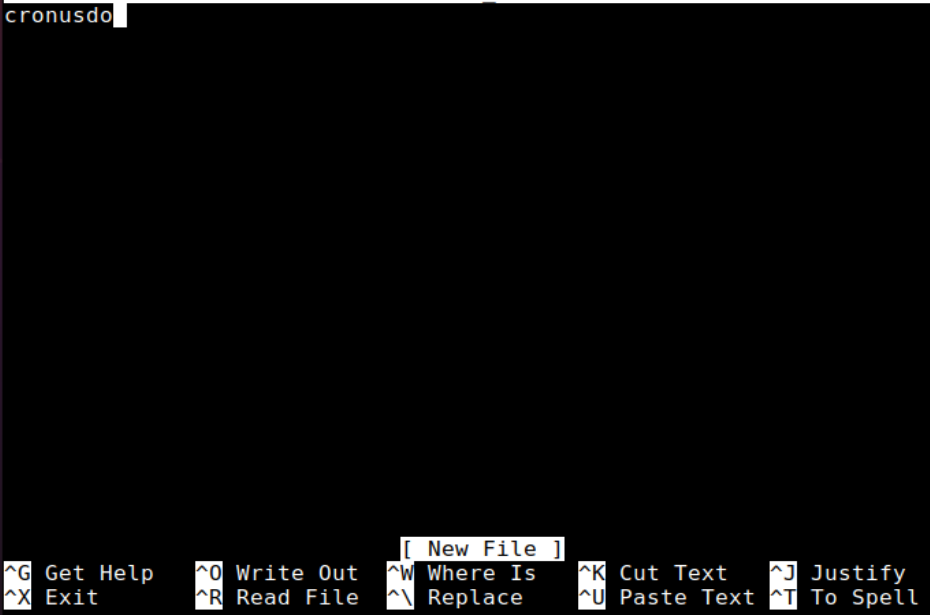 cronusdo
[ New File ]
^G Get Help ^O Write Out ^W Where Is ^K Cut Text ^J Justify
^X Exit ^R Read File ^\ Replace ^U Paste Text ^T To Spell